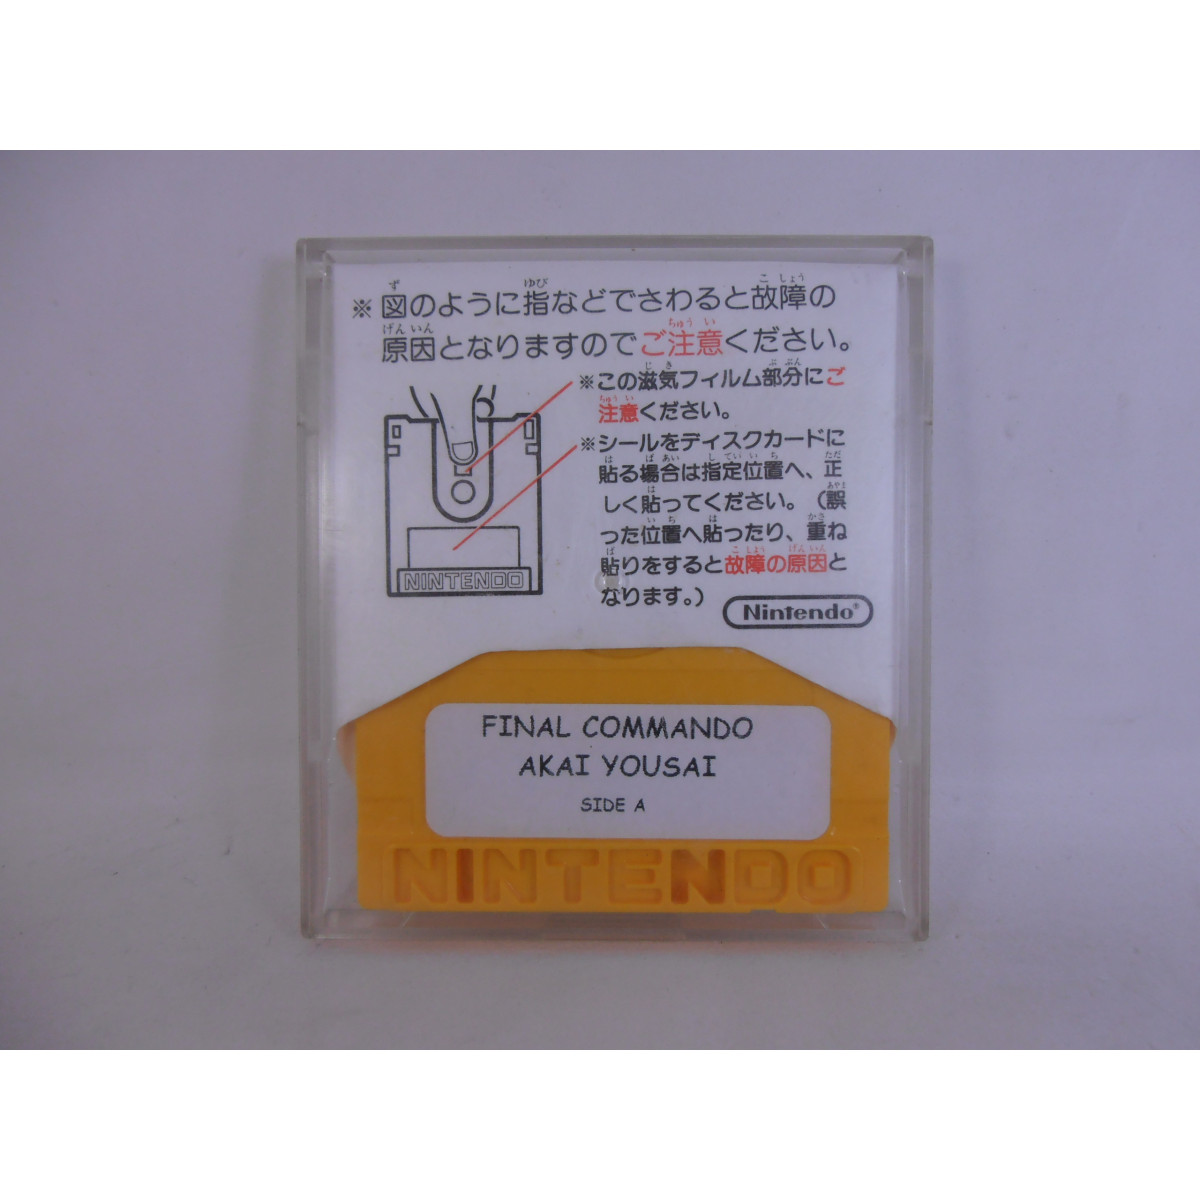 ※図のように指などでさわると故障の
原因となりますのでご注意ください。
※この滋気フィルム部分にご
注意ください。
※シールをディスクカードに
貼る場合は指定位置へ、正
しく貼ってください。(誤
った位置へ貼ったり、重ね
貼りをすると故障の原因と
なります。)
NINTENDO
Nintendo®
FINAL COMMANDO
AKAI YOUSAI
SIDE A
NINTENDO